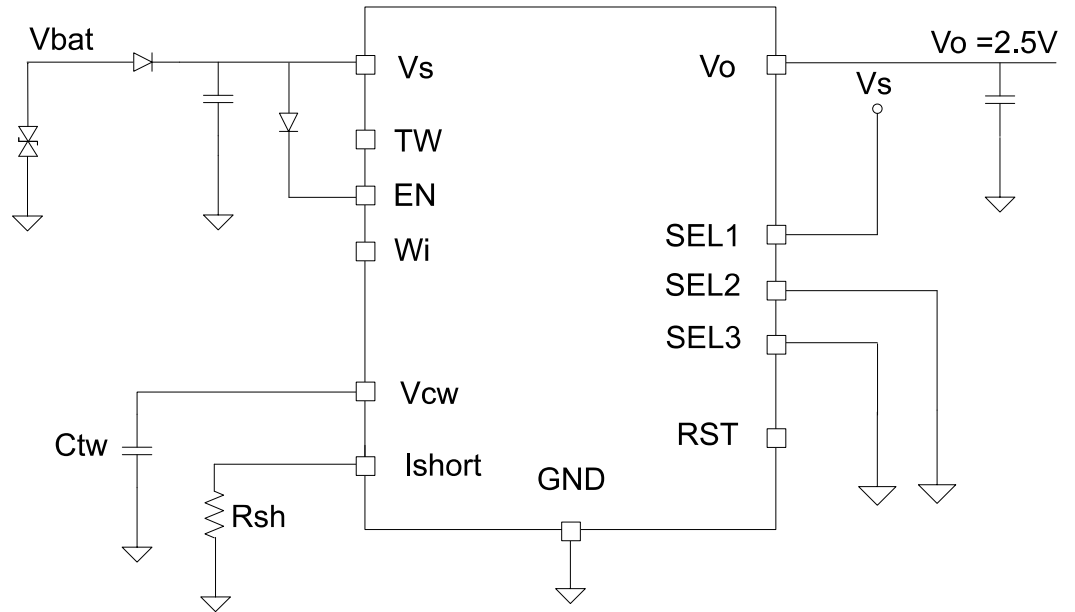 Vbat
Vs
Vo
Vo =2.5V
Vs
TW
EN
Wi
SEL1
SEL2
SEL3
Vcw
RST
Ctw
Ishort
GND
Rsh